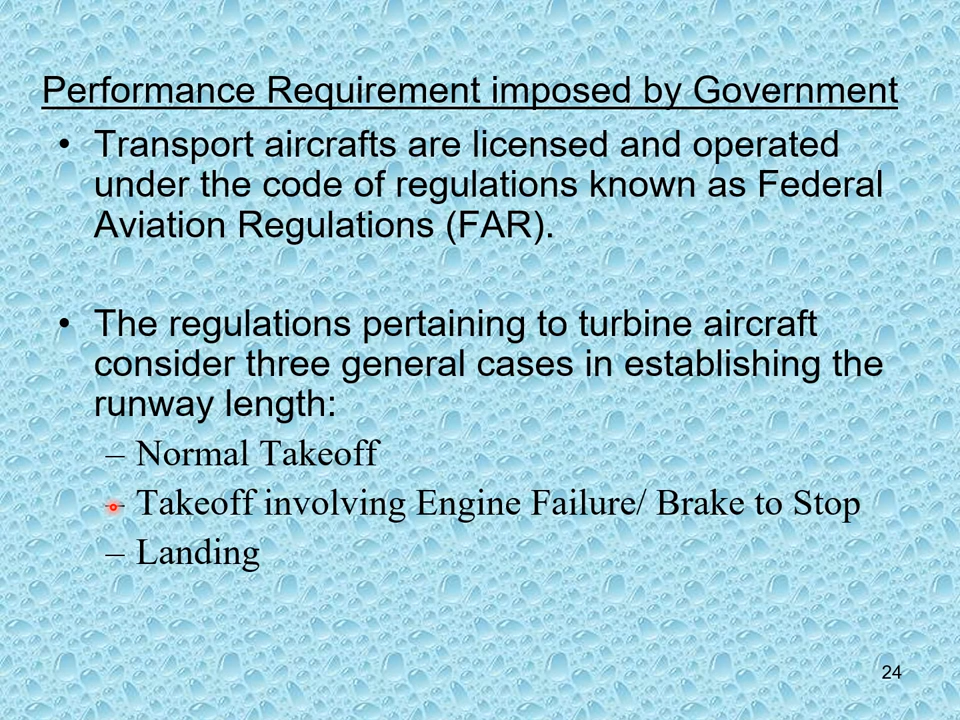 Performance Requirement imposed by Government
• Transport aircrafts are licensed and operated
under the code of regulations known as Federal
Aviation Regulations (FAR).
• The regulations pertaining to turbine aircraft
consider three general cases in establishing the
runway length:
– Normal Takeoff
– Takeoff involving Engine Failure/ Brake to Stop
– Landing
24